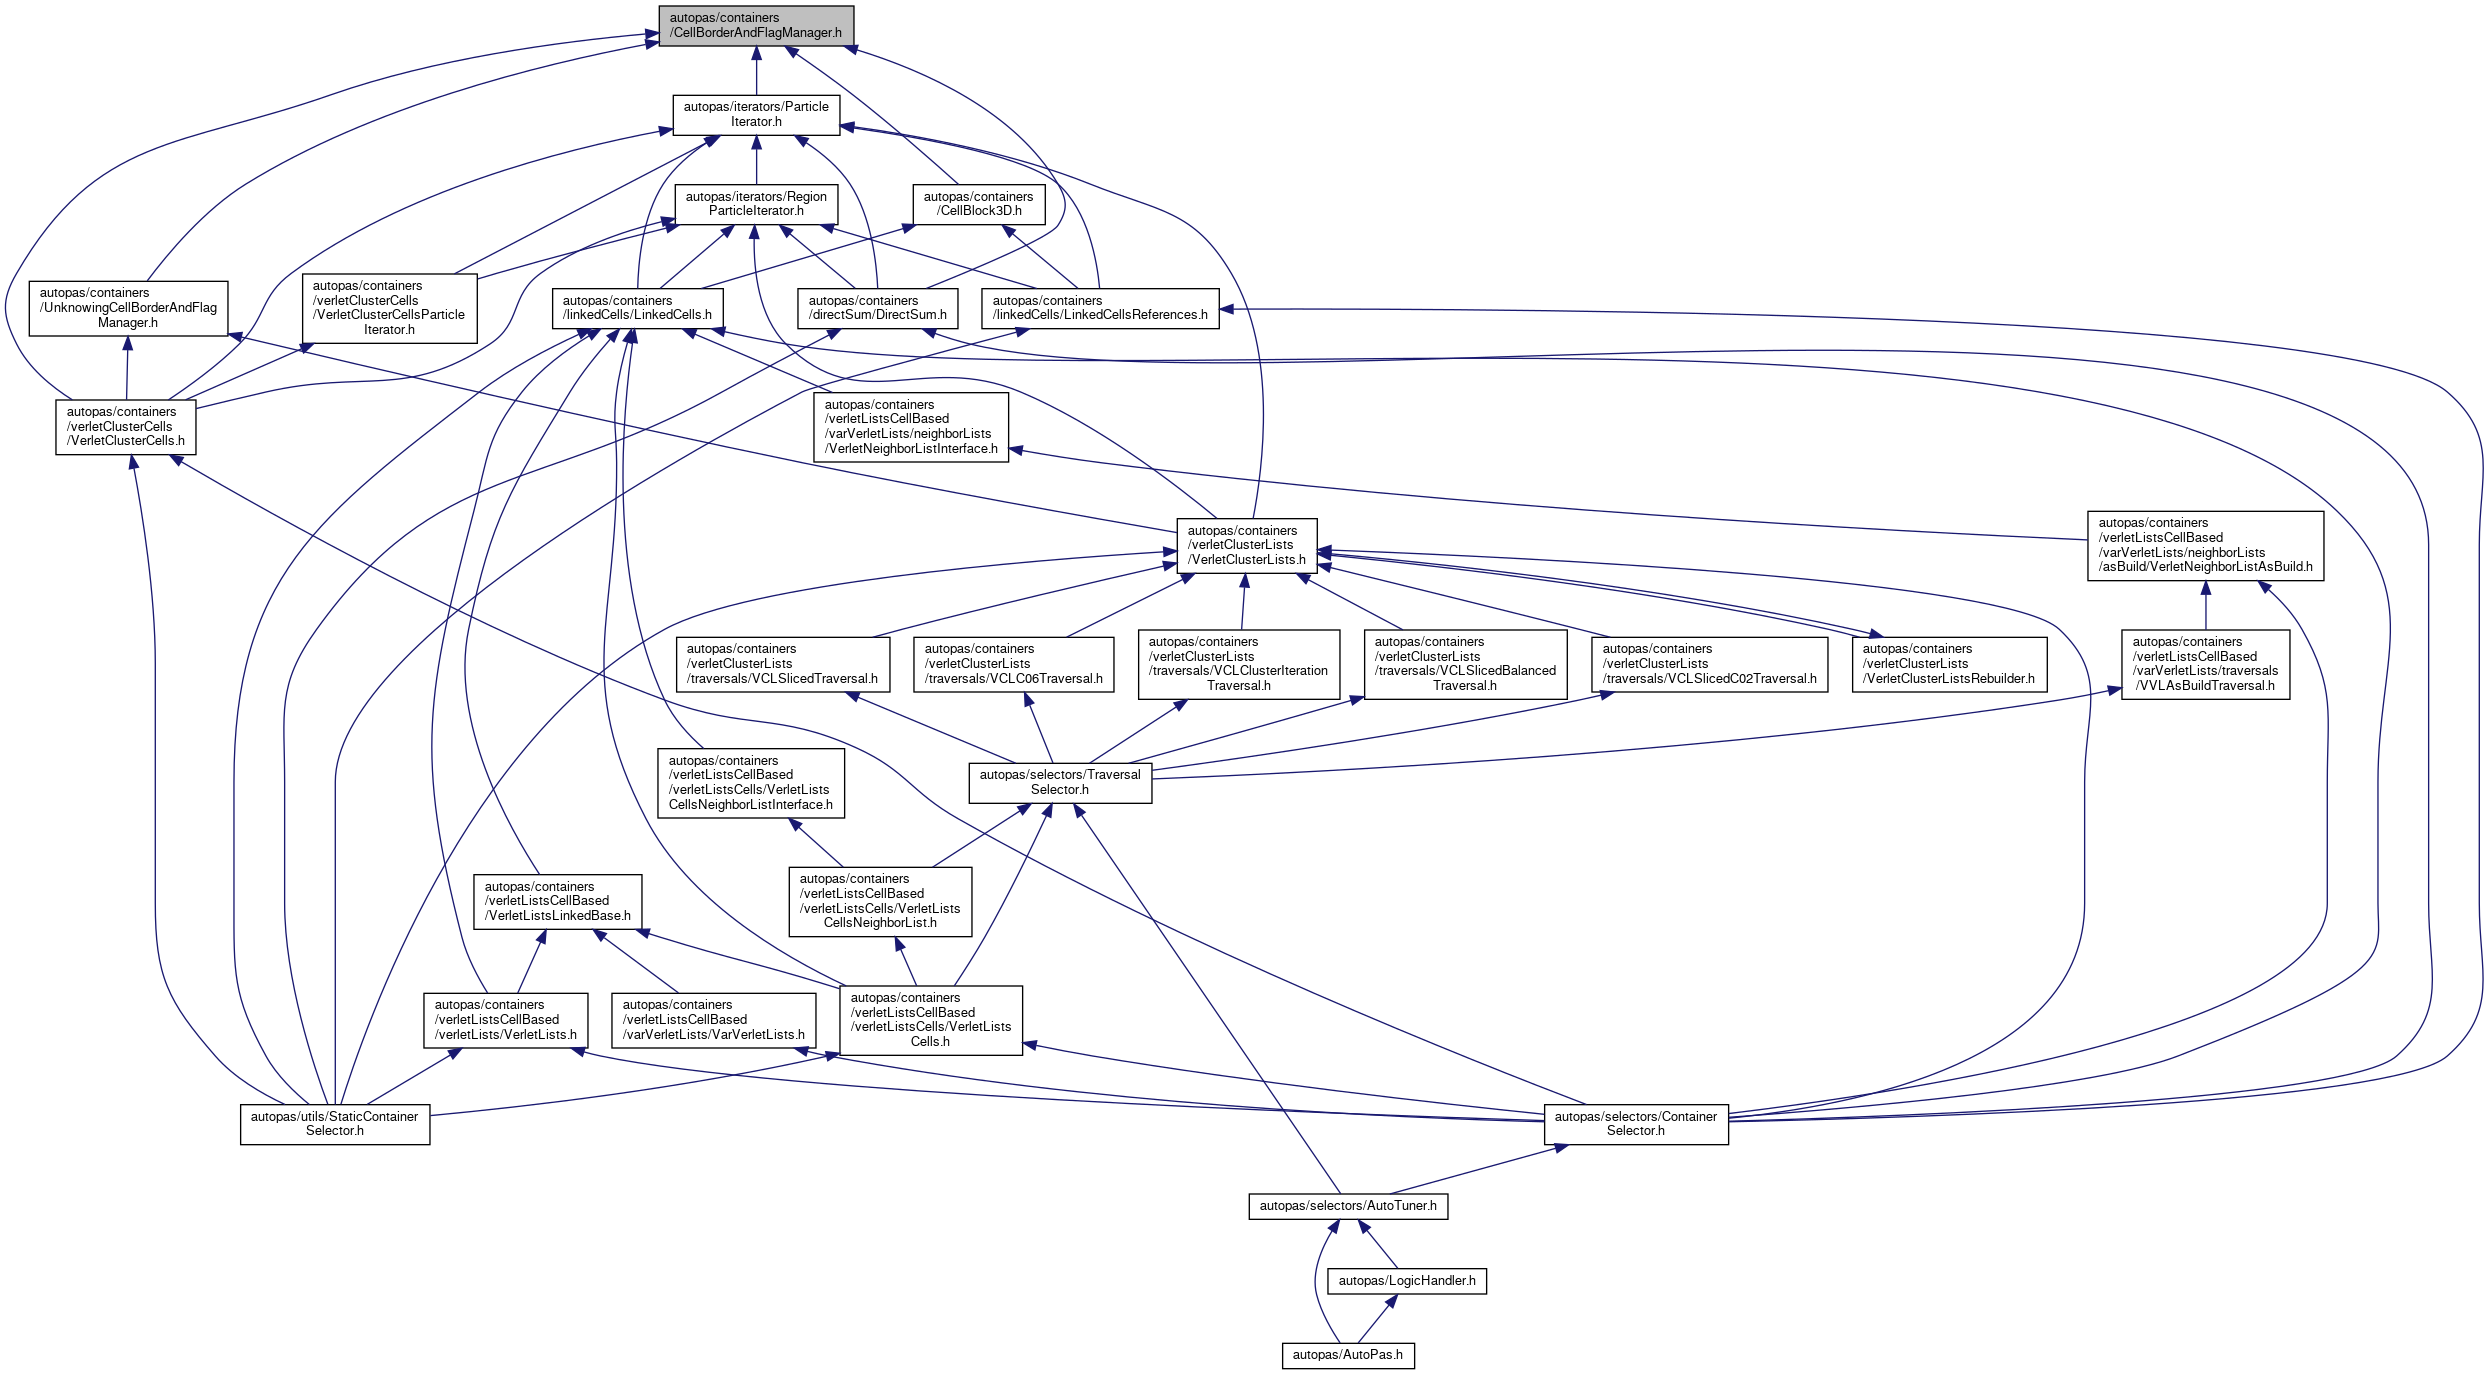 autopas/containers
/CellBorderAndFlagManager.h
autopas/iterators/Particle
Iterator.h
autopas/iterators/Region
ParticleIterator.h
autopas/containers
/CellBlock3D.h
autopas/containers
/UnknowingCellBorderAndFlag
Manager.h
autopas/containers
/verletClusterCells
/VerletClusterCellsParticle
Iterator.h
autopas/containers
/linkedCells/LinkedCells.h
autopas/containers
/directSum/DirectSum.h
autopas/containers
/linkedCells/LinkedCellsReferences.h
autopas/containers
/verletClusterCells
/VerletClusterCells.h
autopas/containers
/verletListsCellBased
/varVerletLists/neighborLists
/VerletNeighborListInterface.h
autopas/containers
/verletClusterLists
/VerletClusterLists.h
autopas/containers
/verletListsCellBased
/varVerletLists/neighborLists
/asBuild/VerletNeighborListAsBuild.h
autopas/containers
/verletClusterLists
/traversals/VCLSlicedTraversal.h
autopas/containers
/verletClusterLists
/traversals/VCLC06Traversal.h
autopas/containers
/verletClusterLists
/traversals/VCLClusterIteration
Traversal.h
autopas/containers
/verletClusterLists
/traversals/VCLSlicedBalanced
Traversal.h
autopas/containers
/verletClusterLists
/traversals/VCLSlicedC02Traversal.h
autopas/containers
/verletClusterLists
/VerletClusterListsRebuilder.h
autopas/containers
/verletListsCellBased
/varVerletLists/traversals
/VVLAsBuildTraversal.h
autopas/containers
/verletListsCellBased
/verletListsCells/VerletLists
CellsNeighborListInterface.h
autopas/selectors/Traversal
Selector.h
autopas/containers
/verletListsCellBased
/VerletListsLinkedBase.h
autopas/containers
/verletListsCellBased
/verletListsCells/VerletLists
CellsNeighborList.h
autopas/containers
/verletListsCellBased
/verletLists/VerletLists.h
autopas/containers
/verletListsCellBased
/varVerletLists/VarVerletLists.h
autopas/containers
/verletListsCellBased
/verletListsCells/VerletLists
Cells.h
autopas/utils/StaticContainer
Selector.h
autopas/selectors/Container
Selector.h
autopas/selectors/AutoTuner.h
autopas/LogicHandler.h
autopas/AutoPas.h